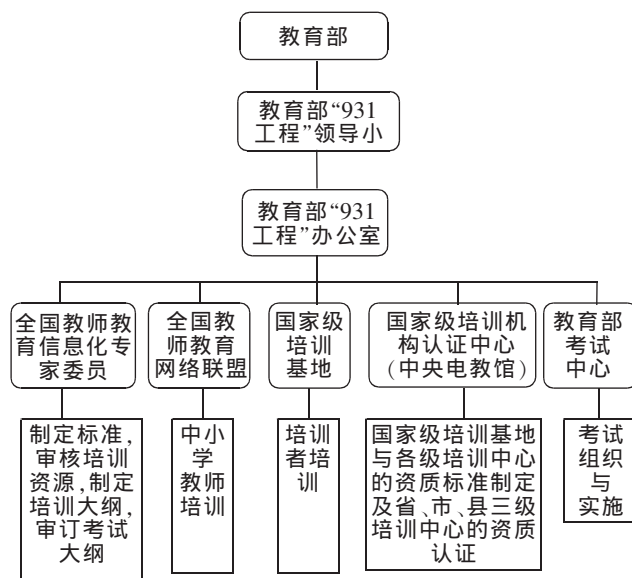 教育部
教育部“931
工程”领导小
教育部“931
工程”办公室
全国教师教
育信息化专
家委员
全国教
师教育
网络联盟
国家级
培训
基地
国家级培训机
构认证中心
(中央电教馆)
教育部
考试
中心
制定标准,
审核培训
资源,制定
培训大纲,
审订考试
大纲
中小
学
教师
培训
培训
者培
训
国家级培训基地
与各级培训中心
的资质标准制定
及省、市、县三级
培训中心的资质
认证
考试
组织
与
实施